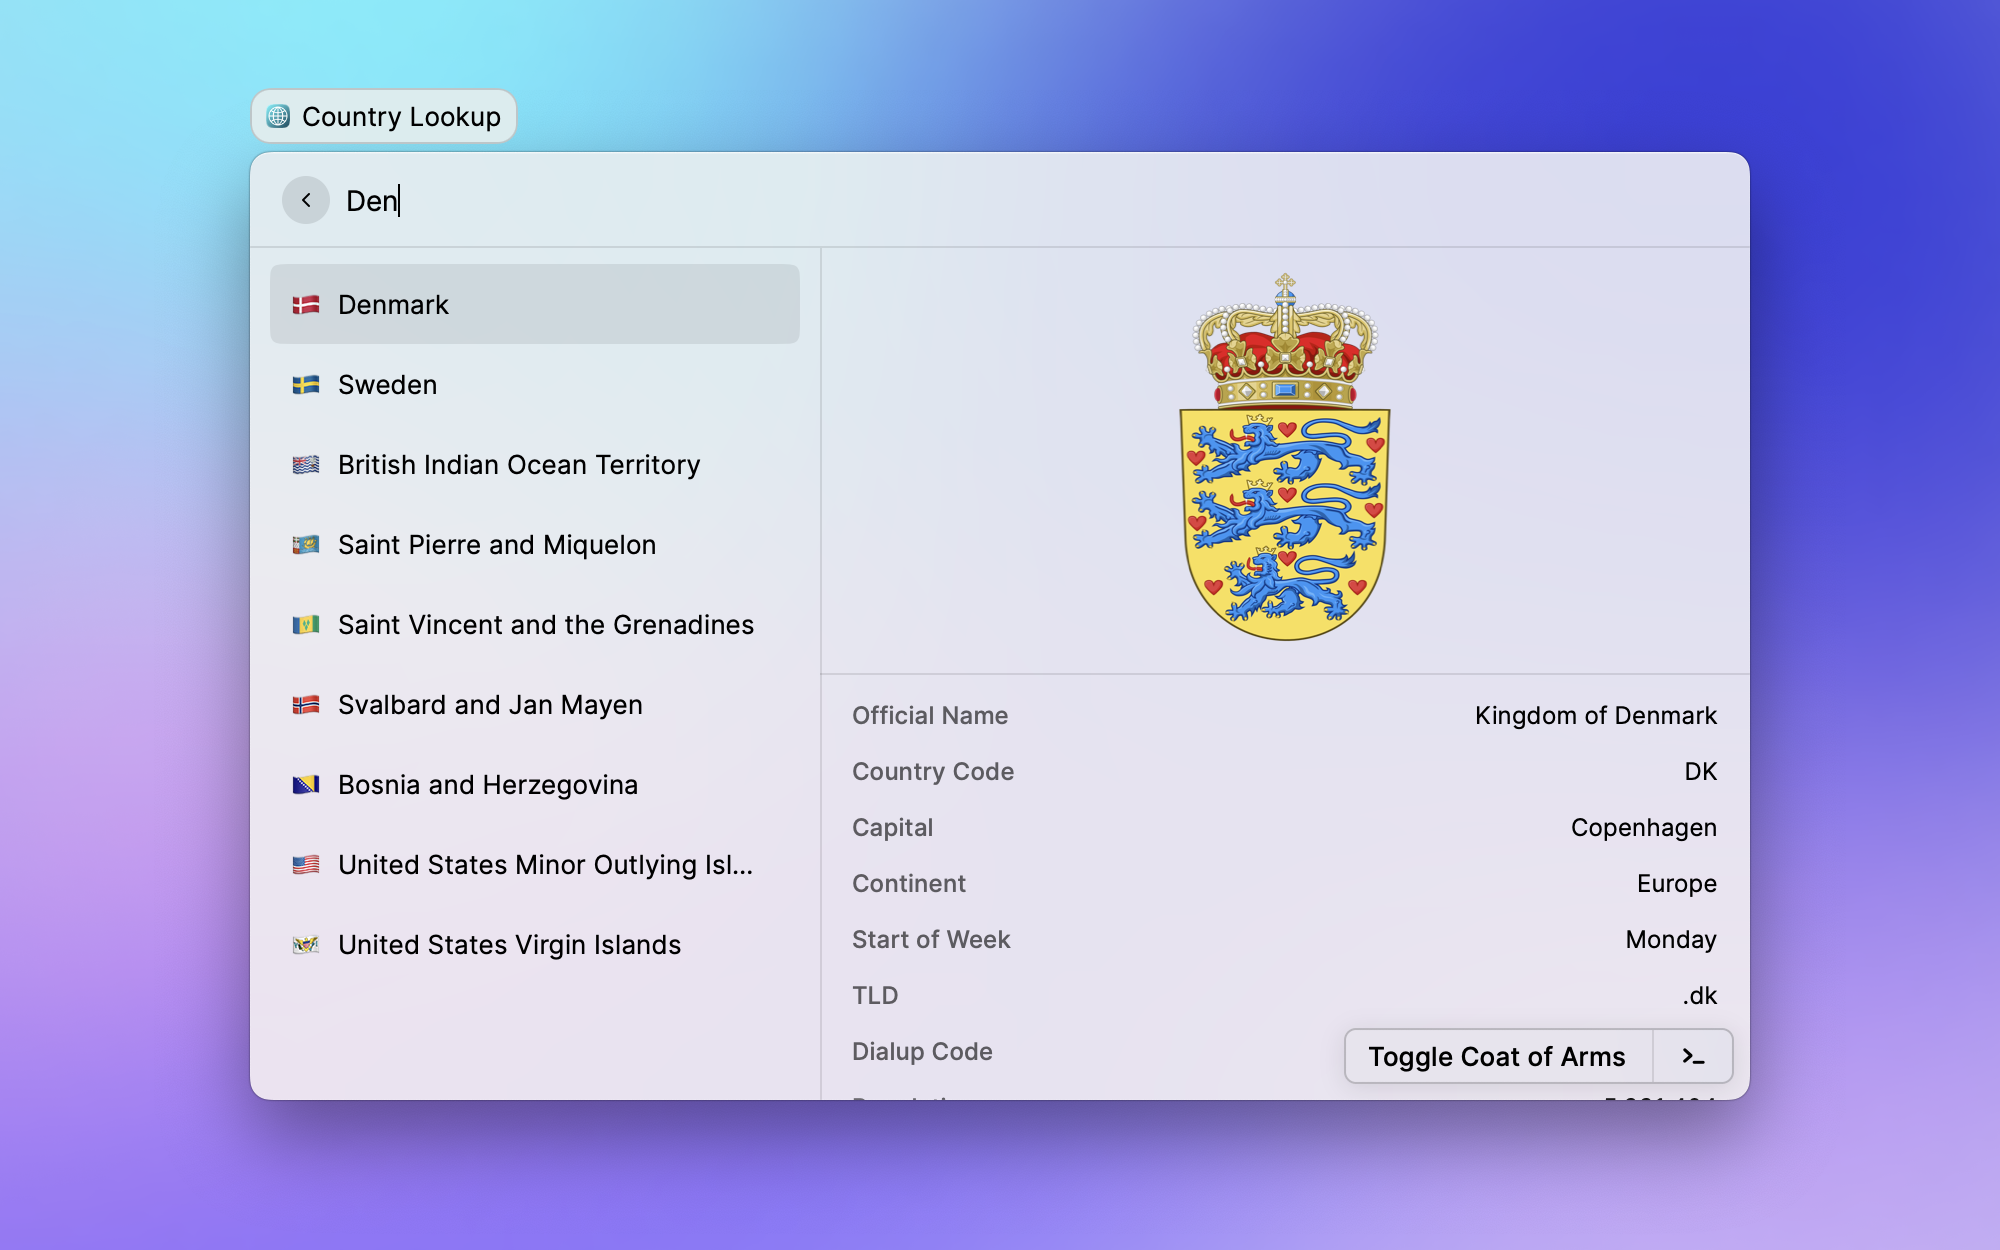 Country Lookup
Den
Denmark
Sweden
British Indian Ocean Territory
Saint Pierre and Miquelon
Saint Vincent and the Grenadines
Svalbard and Jan Mayen
Bosnia and Herzegovina
United States Minor Outlying Isl...
United States Virgin Islands
Official Name Kingdom of Denmark
Country Code DK
Capital Copenhagen
Continent Europe
Start of Week Monday
TLD .dk
Dialup Code
Toggle Coat of Arms